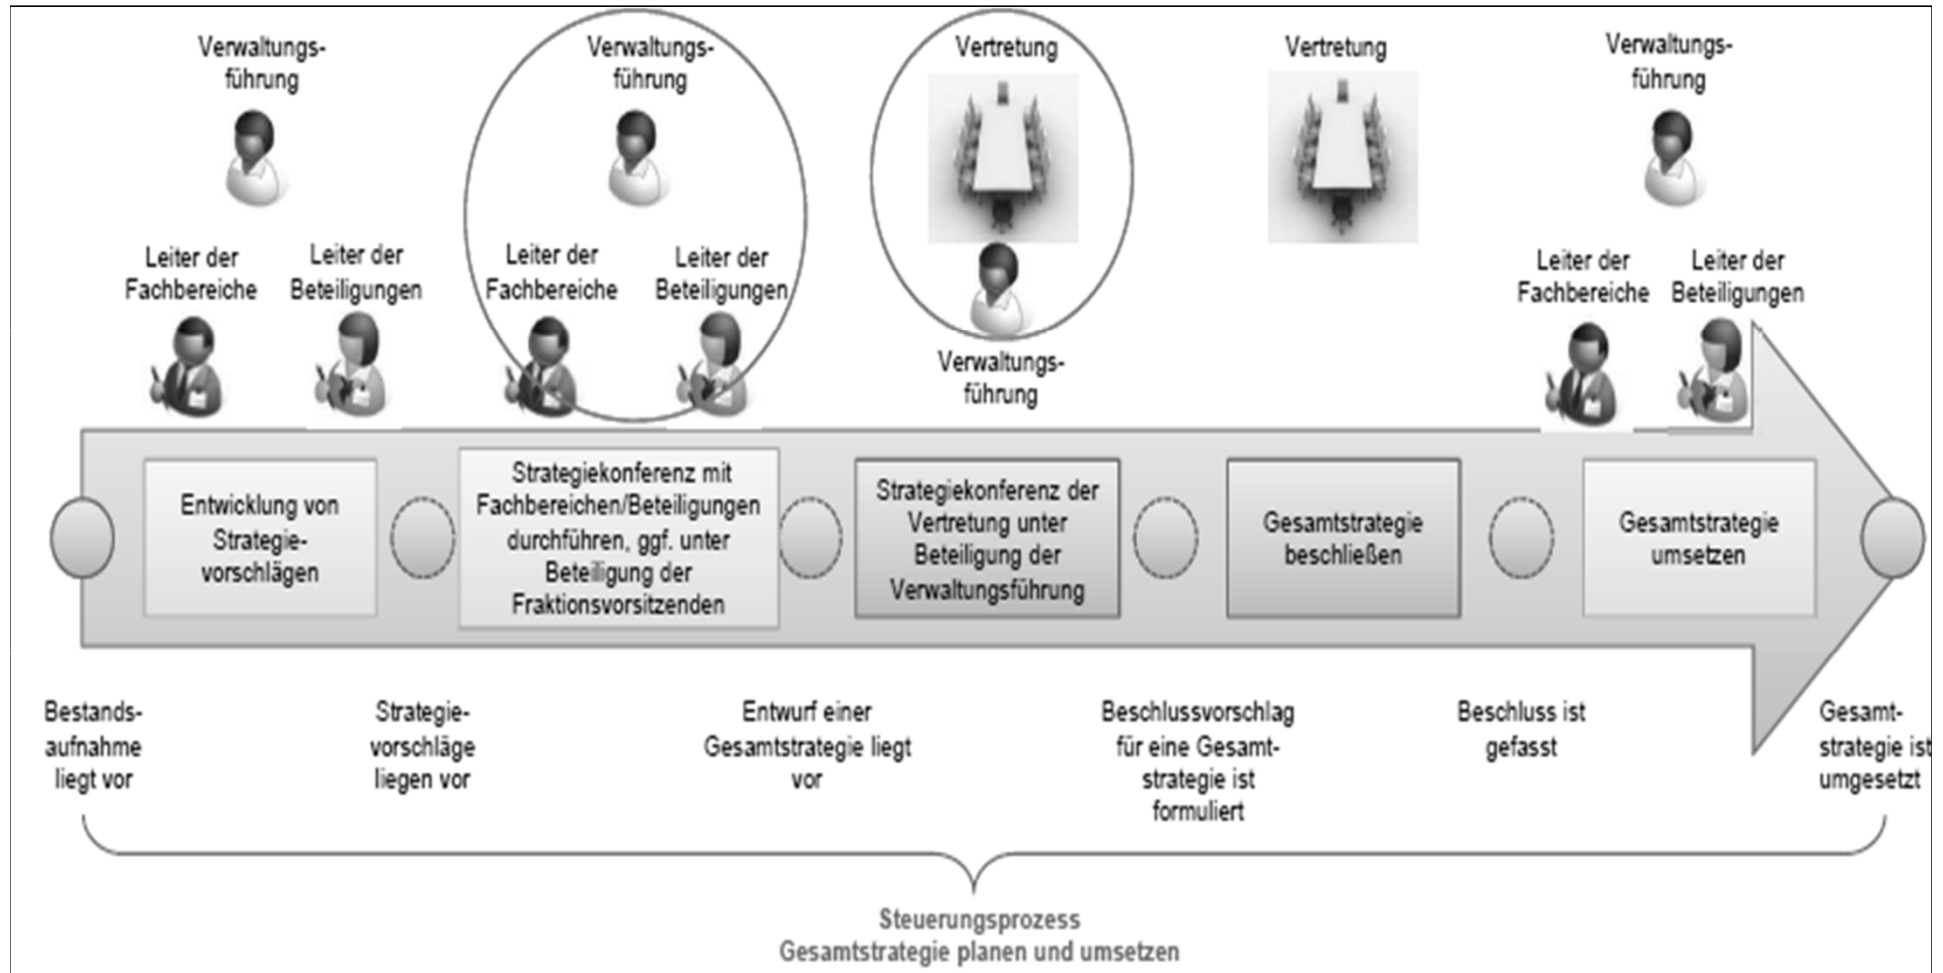 Verwaltungs-
führung
Verwaltungs-
führung
Vertretung
Vertretung
Verwaltungs-
führung
Leiter der
Fachbereiche
Leiter der
Beteiligungen
Leiter der
Fachbereiche
Leiter der
Beteiligungen
Verwaltungs-
führung
Leiter der
Fachbereiche
Leiter der
Beteiligungen
Entwicklung von
Strategie-
vorschlägen
Strategiekonferenz mit
Fachbereichen/Beteiligungen
durchführen, ggf. unter
Beteiligung der
Fraktionsvorsitzenden
Strategiekonferenz der
Vertretung unter
Beteiligung der
Verwaltungsführung
Gesamtstrategie
beschließen
Gesamtstrategie
umsetzen
Bestands-
aufnahme
liegt vor
Strategie-
vorschläge
liegen vor
Entwurf einer
Gesamtstrategie liegt
vor
Beschlussvorschlag
für eine Gesamt-
strategie ist
formuliert
Beschluss ist
gefasst
Gesamt-
strategie ist
umgesetzt
Steuerungsprozess
Gesamtstrategie planen und umsetzen